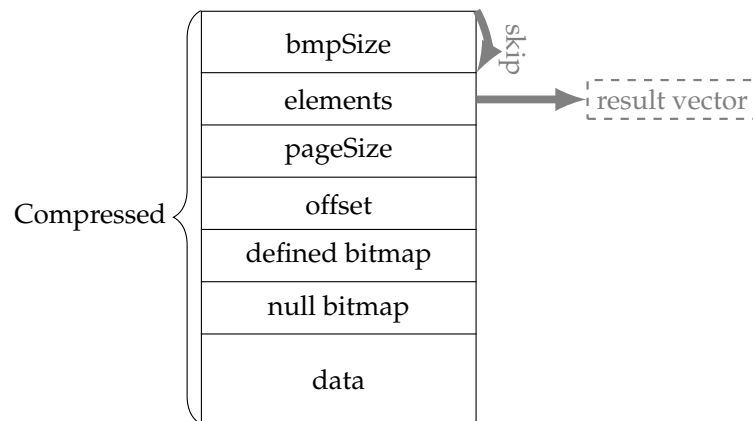 bmpSize
skip
elements
result vector
pageSize
Compressed
offset
defined bitmap
null bitmap
data